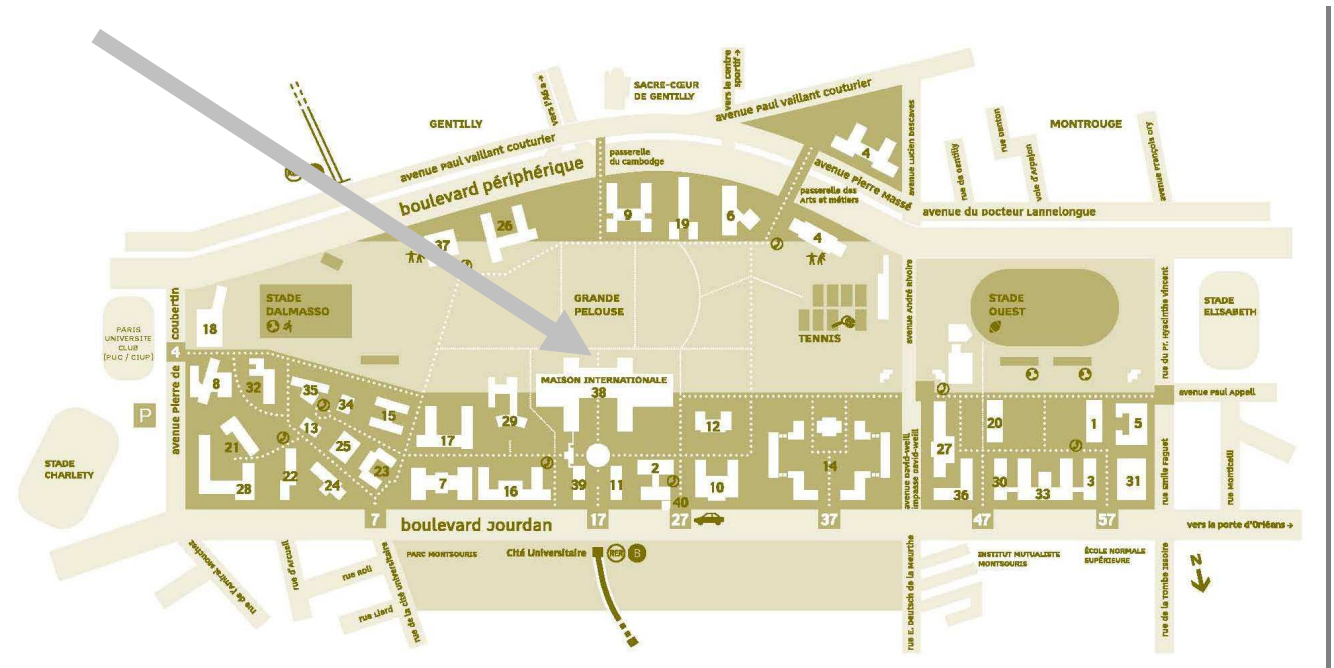 vers le centre
sportif →
SACRÉ-CŒUR
DE GENTILLY
avenue Paul vaillant couturier
GENTILLY
MONTROUGE
avenue Paul vaillant couturier
boulevard périphérique
passerelle
du cambodge
avenue Lucien Descaves
rue de Gentilly
rue Danton
voie d'Arpajon
avenue François Ory
4
avenue Pierre Massé
passerelle des
Arts et métiers
avenue du Docteur Lannelongue
9
19
6
4
26
37
STADE
DALMASSO
GRANDE
PELOUSE
TENNIS
avenue André Rivoire
STADE
OUEST
rue du Pr. Hyacinthe Vincent
STADE
ELISABETH
PARIS
UNIVERSITE
CLUB
(PUC / CIUP)
avenue Pierre de
coubertin
4
18
MAISON INTERNATIONALE
38
8
32
35
34
15
13
25
23
21
22
24
28
17
29
7
16
39
11
2
40
12
10
14
27
20
1
5
36
30
33
3
31
avenue Paul Appell
avenue David-weill
impasse David-weill
rue Emile Faguet
rue Monticelli
P
STADE
CHARLETY
7
boulevard Jourdan
17
27
37
47
57
vers la porte d'Orléans →
rue de l'Amiral Mouchez
rue d'Arcueil
rue Roli
rue Liard
rue de la cité universitaire
PARC MONTSOURIS
Cité Universitaire
RER
B
rue E. Deutsch de la Meurthe
INSTITUT MUTUALISTE
MONTSOURIS
ÉCOLE NORMALE
SUPÉRIEURE
rue de la Tombe Issoire
N